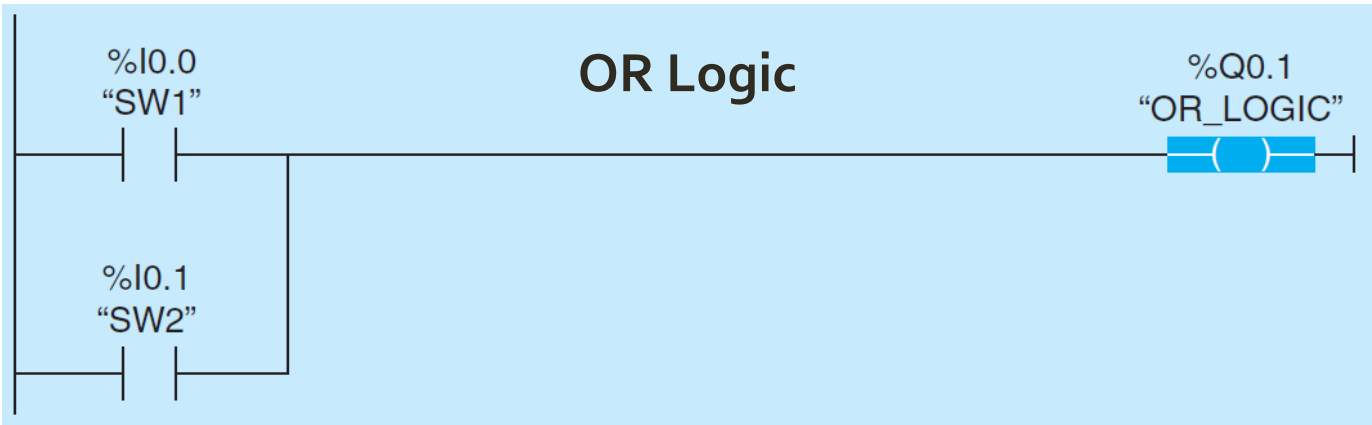 OR Logic
%I0.0
“SW1”
%Q0.1
“OR_LOGIC”
%I0.1
“SW2”